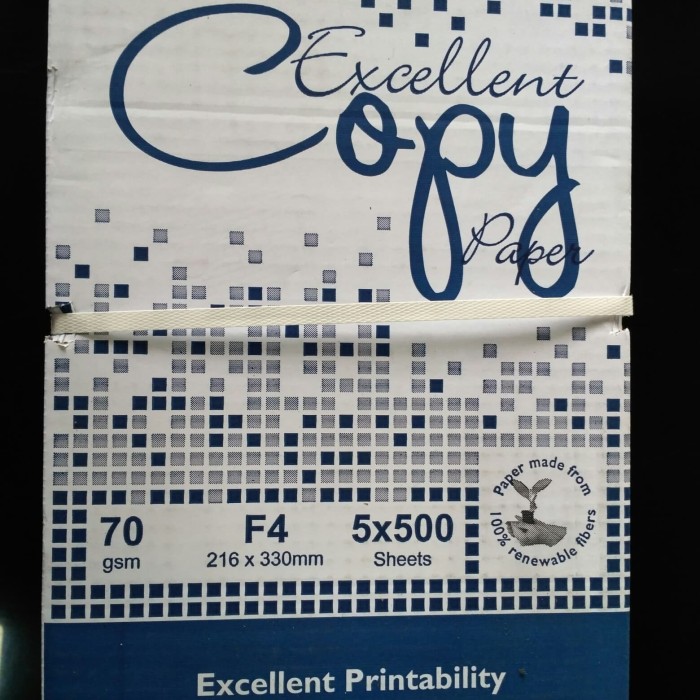 Excellent
Copy
Paper
70
gsm
F4
216 x 330mm
5x500
Sheets
Paper made from
100% renewable fibers
Excellent Printability